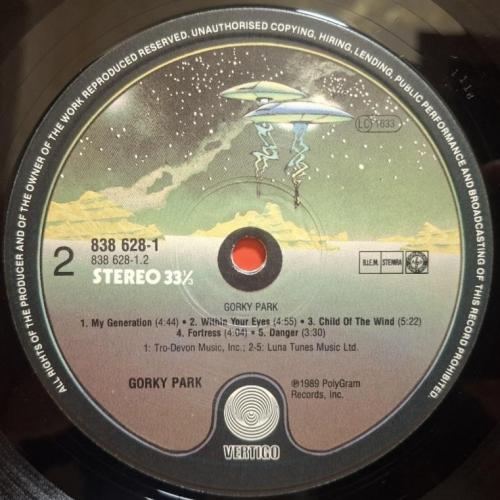 ALL RIGHTS OF THE PRODUCER AND OF THE OWNER OF THE WORK REPRODUCED RESERVED. UNAUTHORISED COPYING, HIRING, LENDING, PUBLIC PERFORMANCE AND BROADCASTING OF THIS RECORD PROHIBITED.
LC 1633
2
838 628-1
838 628-1.2
STEREO 33⅓
B.I.E.M. STEMRA
GORKY PARK
1. My Generation (4:44) • 2. Within Your Eyes (4:55) • 3. Child Of The Wind (5:22)
4. Fortress (4:04) • 5. Danger (3:30)
1: Tro-Devon Music, Inc.; 2-5: Luna Tunes Music Ltd.
GORKY PARK
℗1989 PolyGram
Records, Inc.
VERTIGO